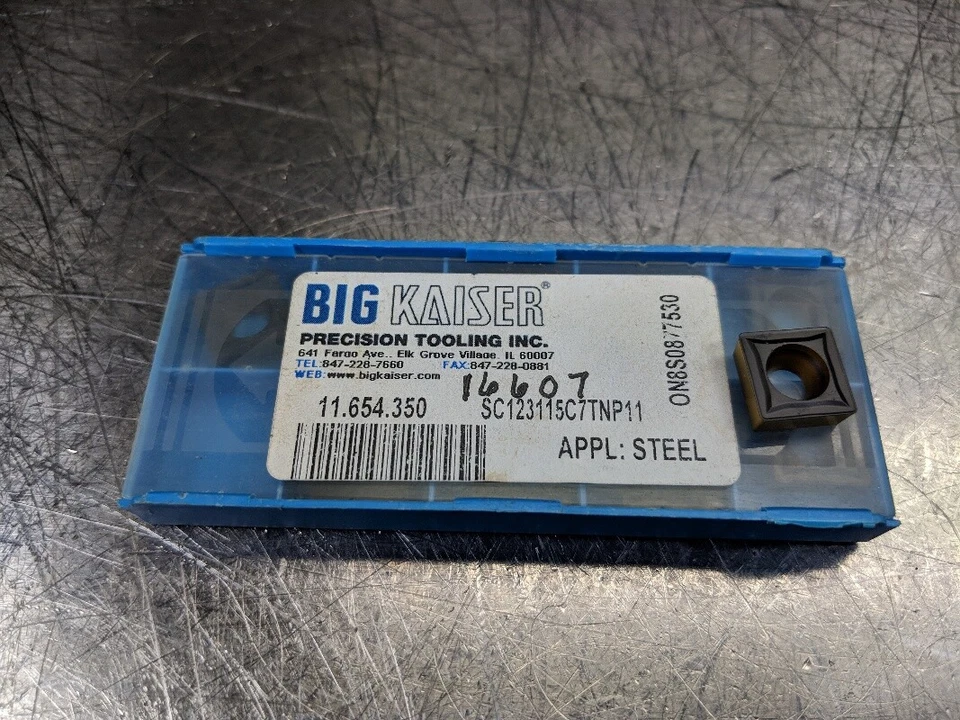 BIG KAISER®
PRECISION TOOLING INC.
641 Fargo Ave., Elk Grove Village, IL 60007
TEL:847-228-7660 FAX:847-228-0881
WEB:www.bigkaiser.com
16607
11.654.350 SC123115C7TNP11
APPL: STEEL
ON8S0877530